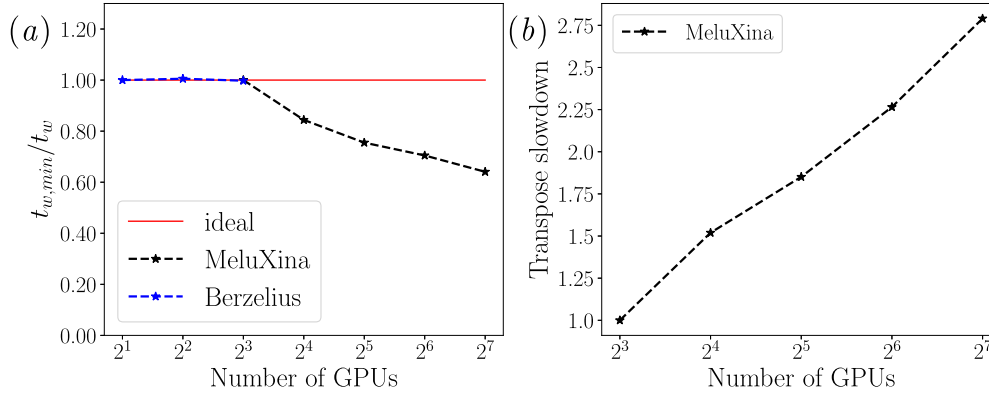 (a)
1.20
1.00
0.80
0.60
0.40
0.20
0.00
t_{w,min}/t_w
ideal
MeluXina
Berzelius
2^1 2^2 2^3 2^4 2^5 2^6 2^7
Number of GPUs
(b)
2.75
2.5
2.25
2.0
1.75
1.5
1.25
1.0
Transpose slowdown
MeluXina
2^3 2^4 2^5 2^6 2^7
Number of GPUs